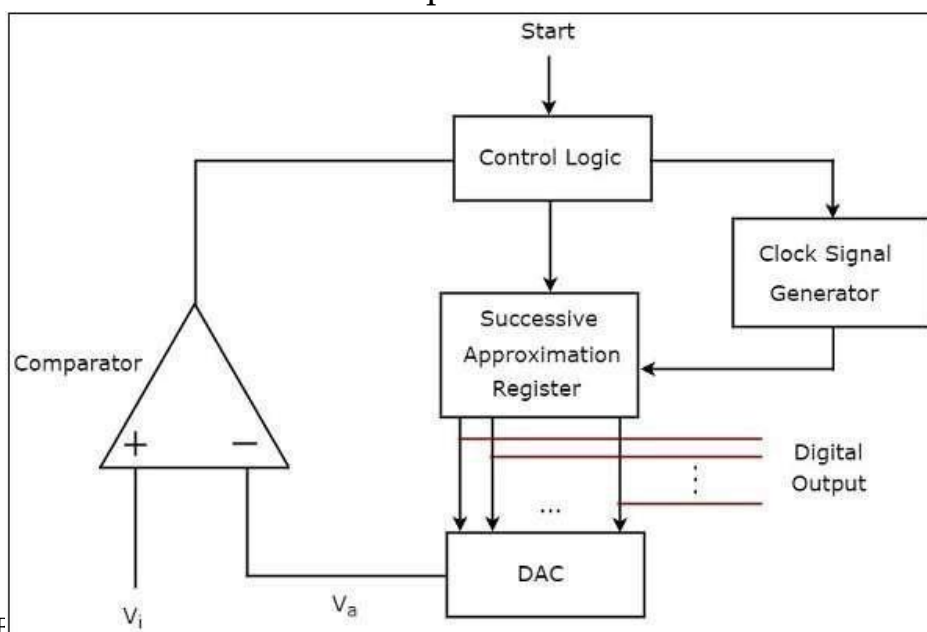 Start
Control Logic
Clock Signal
Generator
Successive
Approximation
Register
Comparator
+
−
Digital
Output
⋮
...
DAC
Va
Vi